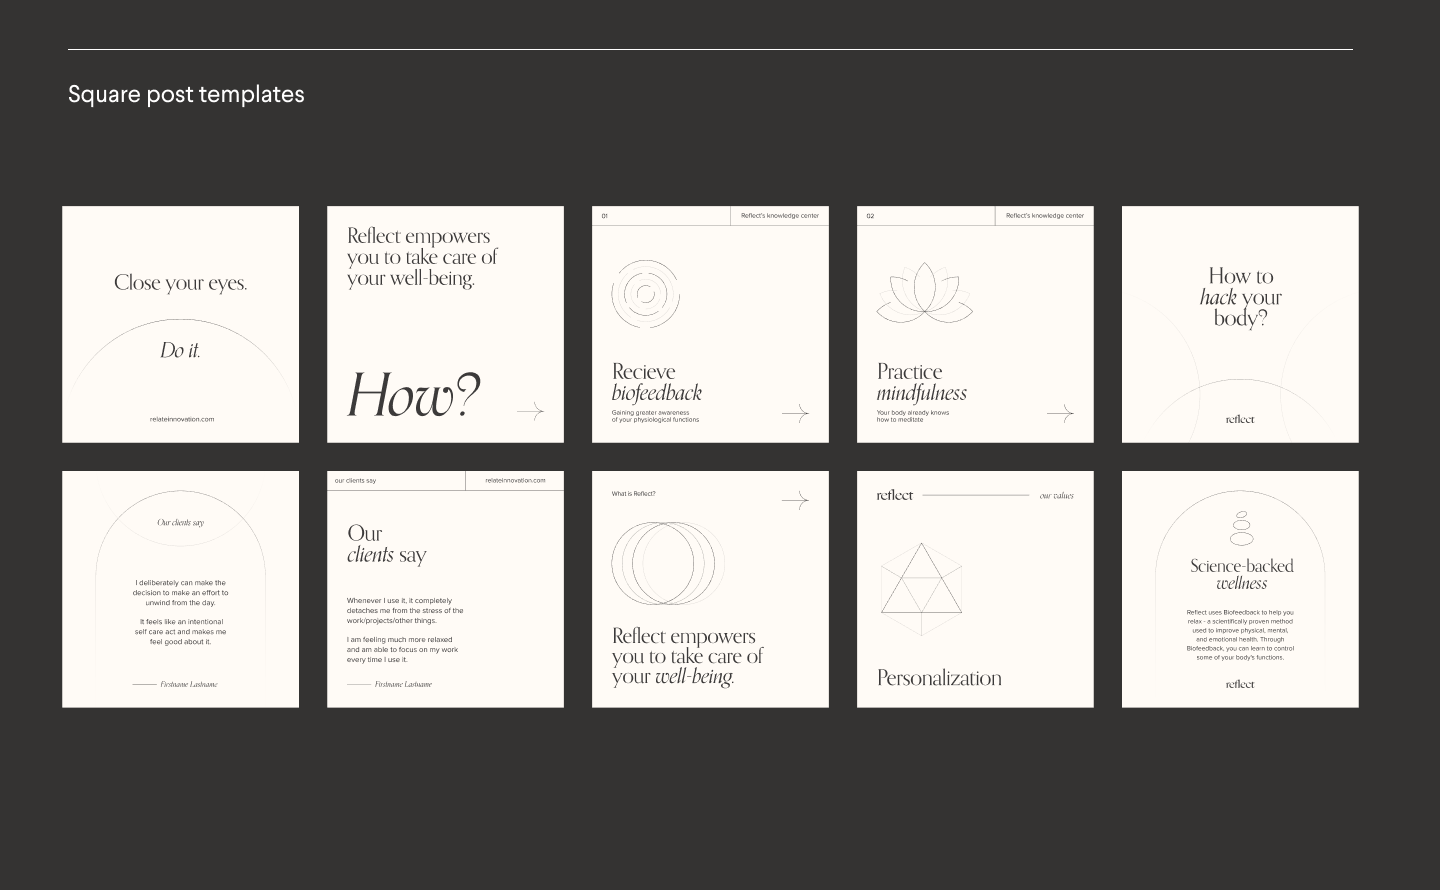 Square post templates
Close your eyes.
Do it.
relateinnovation.com
Reflect empowers
you to take care of
your well-being.
How?
01
Reflect's knowledge center
Recieve
biofeedback
Gaining greater awareness
of your physiological functions
02
Reflect's knowledge center
Practice
mindfulness
Your body already knows
how to meditate
How to
hack your
body?
reflect
Our clients say
I deliberately can make the
decision to make an effort to
unwind from the day.
It feels like an intentional
self care act and makes me
feel good about it.
Firstname Lastname
our clients say
relateinnovation.com
Our
clients say
Whenever I use it, it completely
detaches me from the stress of the
work/projects/other things.
I am feeling much more relaxed
and am able to focus on my work
every time I use it.
Firstname Lastname
What is Reflect?
Reflect empowers
you to take care of
your well-being.
reflect
our values
Personalization
Science-backed
wellness
Reflect uses Biofeedback to help you
relax - a scientifically proven method
used to improve physical, mental,
and emotional health. Through
Biofeedback, you can learn to control
some of your body's functions.
reflect